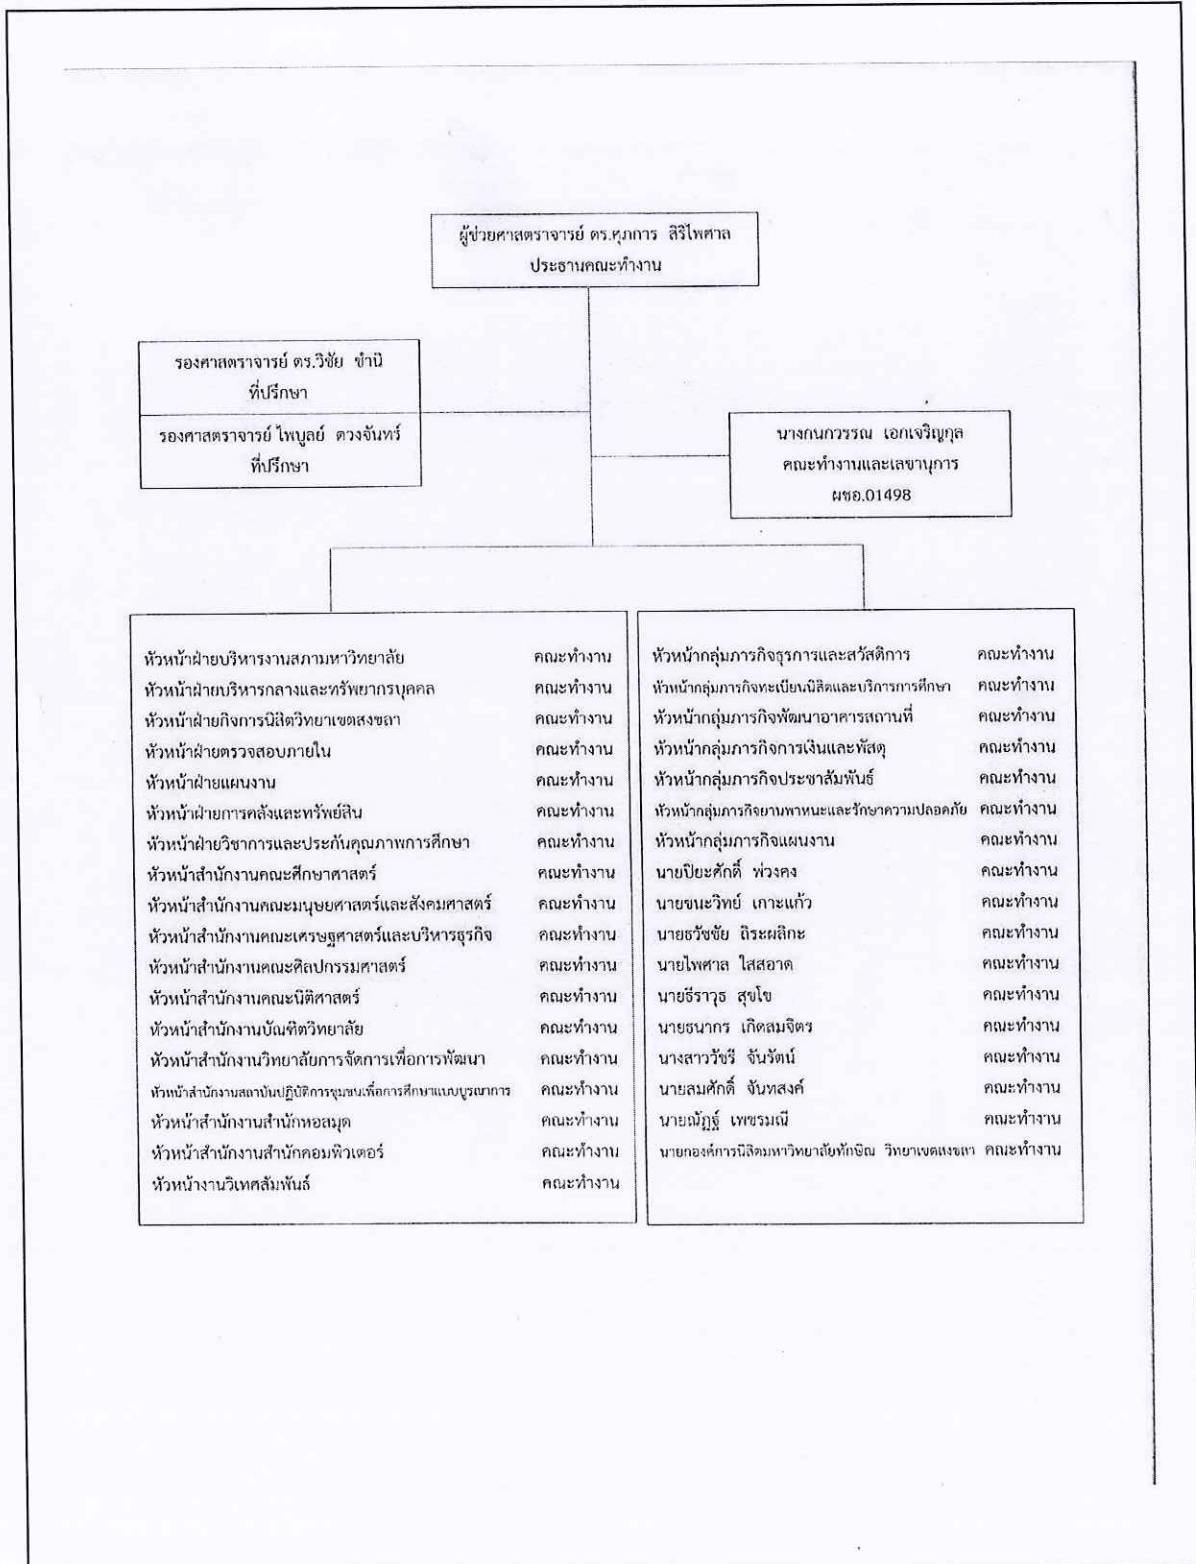 ผู้ช่วยศาสตราจารย์ ดร.ศุภการ สิริไพศาล
ประธานคณะทำงาน
รองศาสตราจารย์ ดร.วิชัย ชำนิ
ที่ปรึกษา
รองศาสตราจารย์ ไพบูลย์ ดวงจันทร์
ที่ปรึกษา
นางกนกวรรณ เอกเจริญกุล
คณะทำงานและเลขานุการ
ผชอ.01498
หัวหน้าฝ่ายบริหารงานสภามหาวิทยาลัย คณะทำงาน
หัวหน้าฝ่ายบริหารกลางและทรัพยากรบุคคล คณะทำงาน
หัวหน้าฝ่ายกิจการนิสิตวิทยาเขตสงขลา คณะทำงาน
หัวหน้าฝ่ายตรวจสอบภายใน คณะทำงาน
หัวหน้าฝ่ายแผนงาน คณะทำงาน
หัวหน้าฝ่ายการคลังและทรัพย์สิน คณะทำงาน
หัวหน้าฝ่ายวิชาการและประกันคุณภาพการศึกษา คณะทำงาน
หัวหน้าสำนักงานคณะศึกษาศาสตร์ คณะทำงาน
หัวหน้าสำนักงานคณะมนุษยศาสตร์และสังคมศาสตร์ คณะทำงาน
หัวหน้าสำนักงานคณะเศรษฐศาสตร์และบริหารธุรกิจ คณะทำงาน
หัวหน้าสำนักงานคณะศิลปกรรมศาสตร์ คณะทำงาน
หัวหน้าสำนักงานคณะนิติศาสตร์ คณะทำงาน
หัวหน้าสำนักงานบัณฑิตวิทยาลัย คณะทำงาน
หัวหน้าสำนักงานวิทยาลัยการจัดการเพื่อการพัฒนา คณะทำงาน
หัวหน้าสำนักงานสถาบันปฏิบัติการชุมชนเพื่อการศึกษาแบบบูรณาการ คณะทำงาน
หัวหน้าสำนักงานสำนักหอสมุด คณะทำงาน
หัวหน้าสำนักงานสำนักคอมพิวเตอร์ คณะทำงาน
หัวหน้างานวิเทศสัมพันธ์ คณะทำงาน
หัวหน้ากลุ่มภารกิจธุรการและสวัสดิการ คณะทำงาน
หัวหน้ากลุ่มภารกิจทะเบียนนิสิตและบริการการศึกษา คณะทำงาน
หัวหน้ากลุ่มภารกิจพัฒนาอาคารสถานที่ คณะทำงาน
หัวหน้ากลุ่มภารกิจการเงินและพัสดุ คณะทำงาน
หัวหน้ากลุ่มภารกิจประชาสัมพันธ์ คณะทำงาน
หัวหน้ากลุ่มภารกิจยานพาหนะและรักษาความปลอดภัย คณะทำงาน
หัวหน้ากลุ่มภารกิจแผนงาน คณะทำงาน
นายปิยะศักดิ์ พ่วงคง คณะทำงาน
นายชนะวิทย์ เกาะแก้ว คณะทำงาน
นายธวัชชัย ถิระผลิกะ คณะทำงาน
นายไพศาล ใสสอาด คณะทำงาน
นายธีราวุธ สุขโข คณะทำงาน
นายธนากร เกิดสมจิตร คณะทำงาน
นางสาววัชรี จันรัตน์ คณะทำงาน
นายสมศักดิ์ จันทสงค์ คณะทำงาน
นายณัฏฐ์ เพชรมณี คณะทำงาน
นายกองค์การนิสิตมหาวิทยาลัยทักษิณ วิทยาเขตสงขลา คณะทำงาน